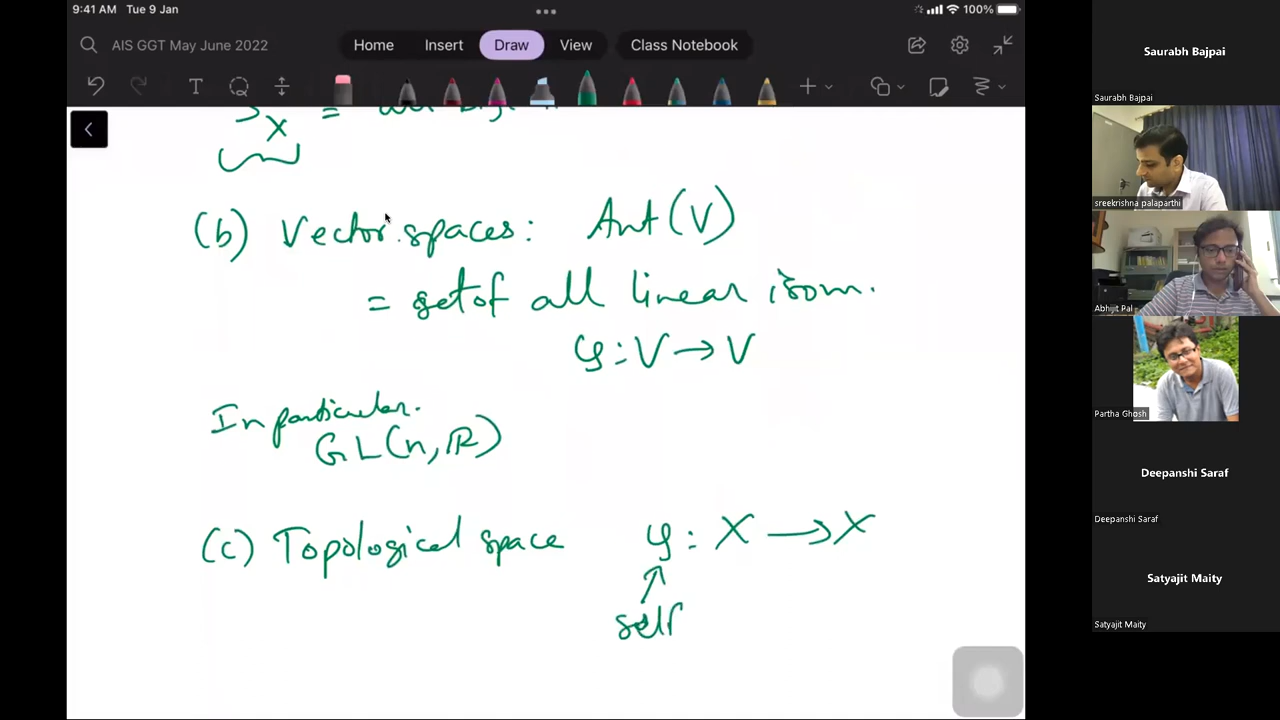 9:41 AM Tue 9 Jan
100%
AIS GGT May June 2022
Home
Insert
Draw
View
Class Notebook
S_X = all
(b) Vector spaces: Aut(V)
= set of all linear isom.
φ: V → V
In particular.
GL(n, ℝ)
(c) Topological space φ: X → X
↑
self
Saurabh Bajpai
Saurabh Bajpai
sreekrishna palaparthi
Abhijit Pal
Partha Ghosh
Deepanshi Saraf
Deepanshi Saraf
Satyajit Maity
Satyajit Maity